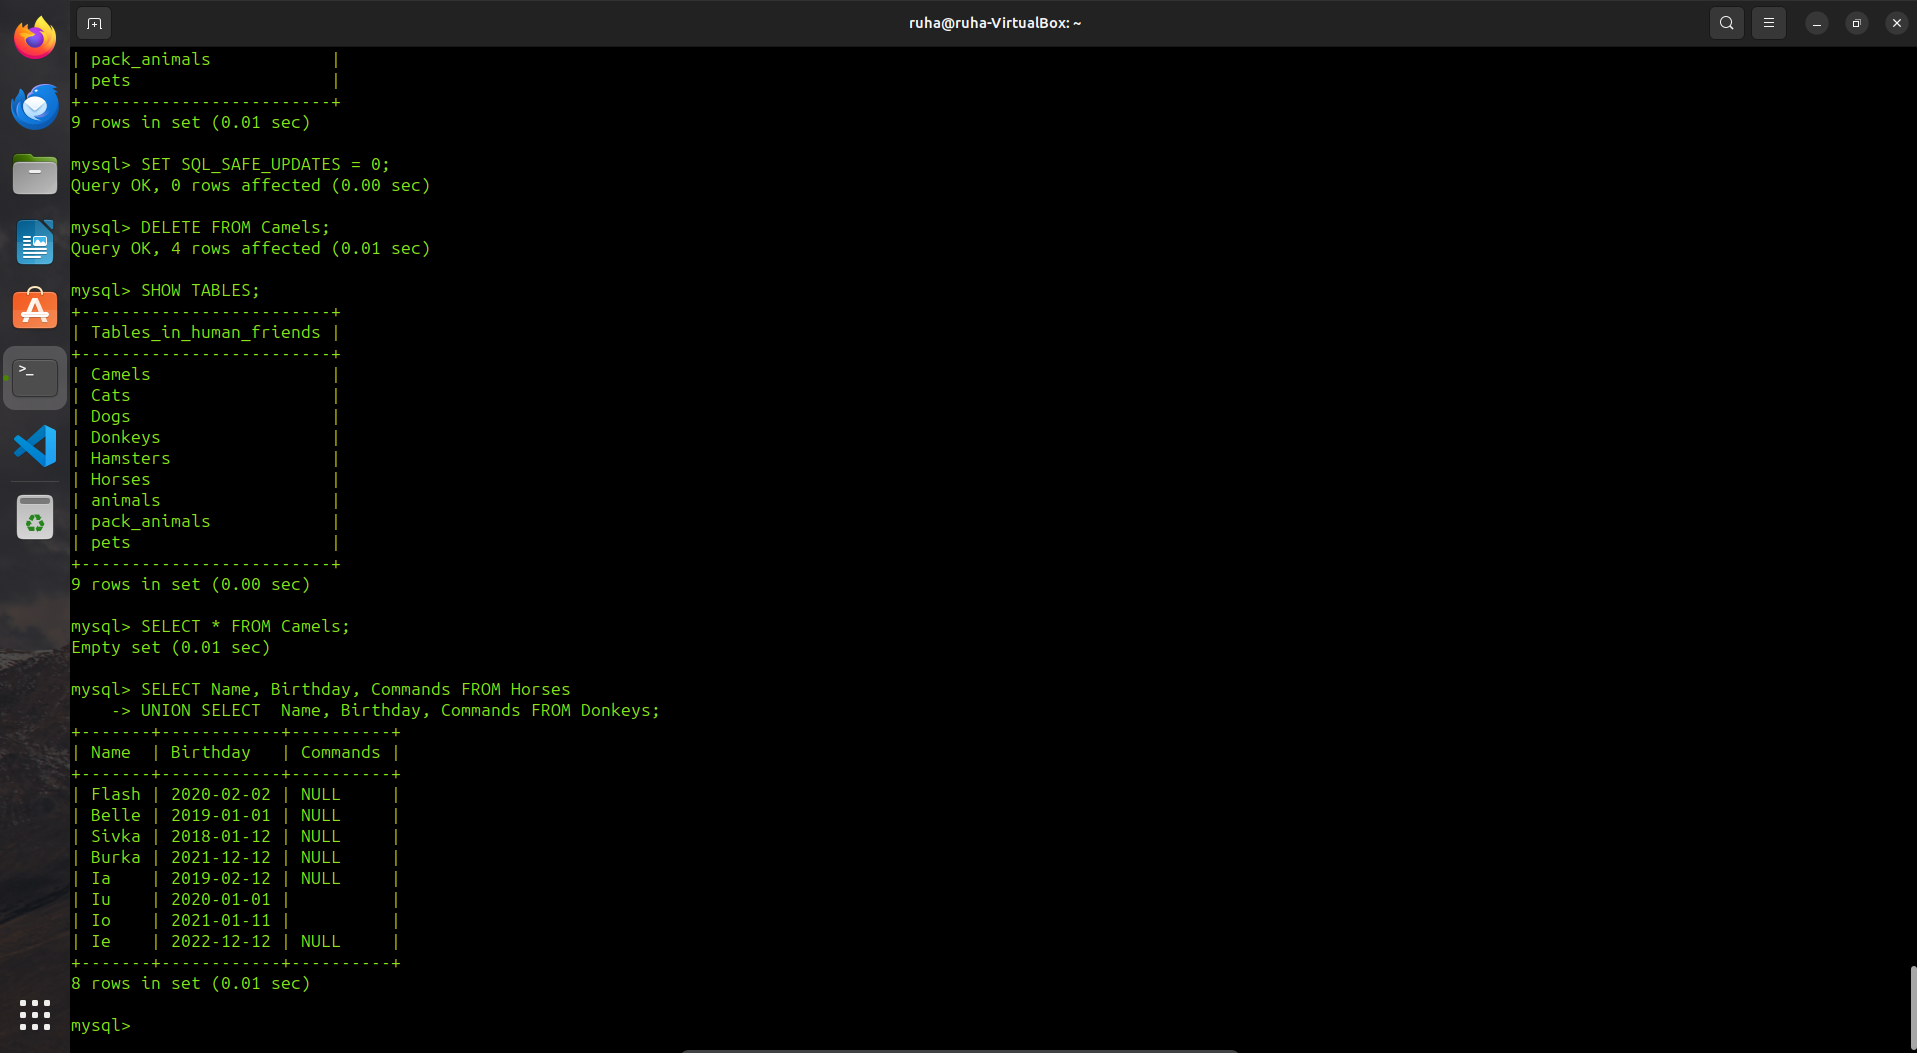 ruha@ruha-VirtualBox: ~
| pack_animals            |
| pets                    |
+-------------------------+
9 rows in set (0.01 sec)

mysql> SET SQL_SAFE_UPDATES = 0;
Query OK, 0 rows affected (0.00 sec)

mysql> DELETE FROM Camels;
Query OK, 4 rows affected (0.01 sec)

mysql> SHOW TABLES;
+-------------------------+
| Tables_in_human_friends |
+-------------------------+
| Camels                  |
| Cats                    |
| Dogs                    |
| Donkeys                 |
| Hamsters                |
| Horses                  |
| animals                 |
| pack_animals            |
| pets                    |
+-------------------------+
9 rows in set (0.00 sec)

mysql> SELECT * FROM Camels;
Empty set (0.01 sec)

mysql> SELECT Name, Birthday, Commands FROM Horses
    -> UNION SELECT  Name, Birthday, Commands FROM Donkeys;
+-------+------------+----------+
| Name  | Birthday   | Commands |
+-------+------------+----------+
| Flash | 2020-02-02 | NULL     |
| Belle | 2019-01-01 | NULL     |
| Sivka | 2018-01-12 | NULL     |
| Burka | 2021-12-12 | NULL     |
| Ia    | 2019-02-12 | NULL     |
| Iu    | 2020-01-01 |          |
| Io    | 2021-01-11 |          |
| Ie    | 2022-12-12 | NULL     |
+-------+------------+----------+
8 rows in set (0.01 sec)

mysql>